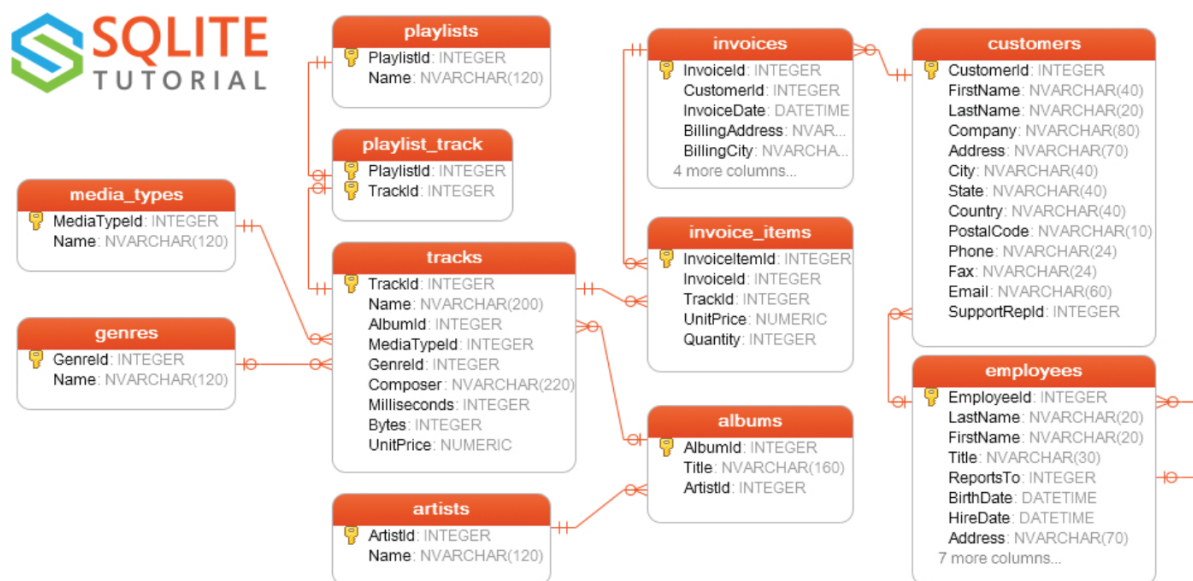 SQLITE
TUTORIAL
playlists
PlaylistId: INTEGER
Name: NVARCHAR(120)
playlist_track
PlaylistId: INTEGER
TrackId: INTEGER
media_types
MediaTypeId: INTEGER
Name: NVARCHAR(120)
genres
GenreId: INTEGER
Name: NVARCHAR(120)
tracks
TrackId: INTEGER
Name: NVARCHAR(200)
AlbumId: INTEGER
MediaTypeId: INTEGER
GenreId: INTEGER
Composer: NVARCHAR(220)
Milliseconds: INTEGER
Bytes: INTEGER
UnitPrice: NUMERIC
artists
ArtistId: INTEGER
Name: NVARCHAR(120)
invoices
InvoiceId: INTEGER
CustomerId: INTEGER
InvoiceDate: DATETIME
BillingAddress: NVAR...
BillingCity: NVARCHA...
4 more columns...
invoice_items
InvoiceItemId: INTEGER
InvoiceId: INTEGER
TrackId: INTEGER
UnitPrice: NUMERIC
Quantity: INTEGER
albums
AlbumId: INTEGER
Title: NVARCHAR(160)
ArtistId: INTEGER
customers
CustomerId: INTEGER
FirstName: NVARCHAR(40)
LastName: NVARCHAR(20)
Company: NVARCHAR(80)
Address: NVARCHAR(70)
City: NVARCHAR(40)
State: NVARCHAR(40)
Country: NVARCHAR(40)
PostalCode: NVARCHAR(10)
Phone: NVARCHAR(24)
Fax: NVARCHAR(24)
Email: NVARCHAR(60)
SupportRepId: INTEGER
employees
EmployeeId: INTEGER
LastName: NVARCHAR(20)
FirstName: NVARCHAR(20)
Title: NVARCHAR(30)
ReportsTo: INTEGER
BirthDate: DATETIME
HireDate: DATETIME
Address: NVARCHAR(70)
7 more columns...